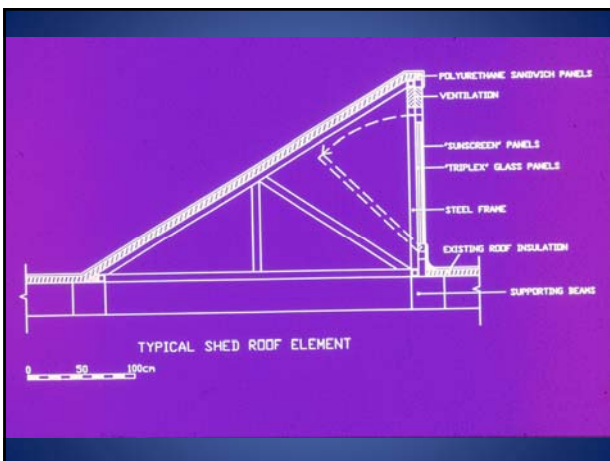 POLYURETHANE SANDWICH PANELS
VENTILATION
"SUNSCREEN" PANELS
"TRIPLEX" GLASS PANELS
STEEL FRAME
EXISTING ROOF INSULATION
SUPPORTING BEAMS
TYPICAL SHED ROOF ELEMENT
0 50 100cm